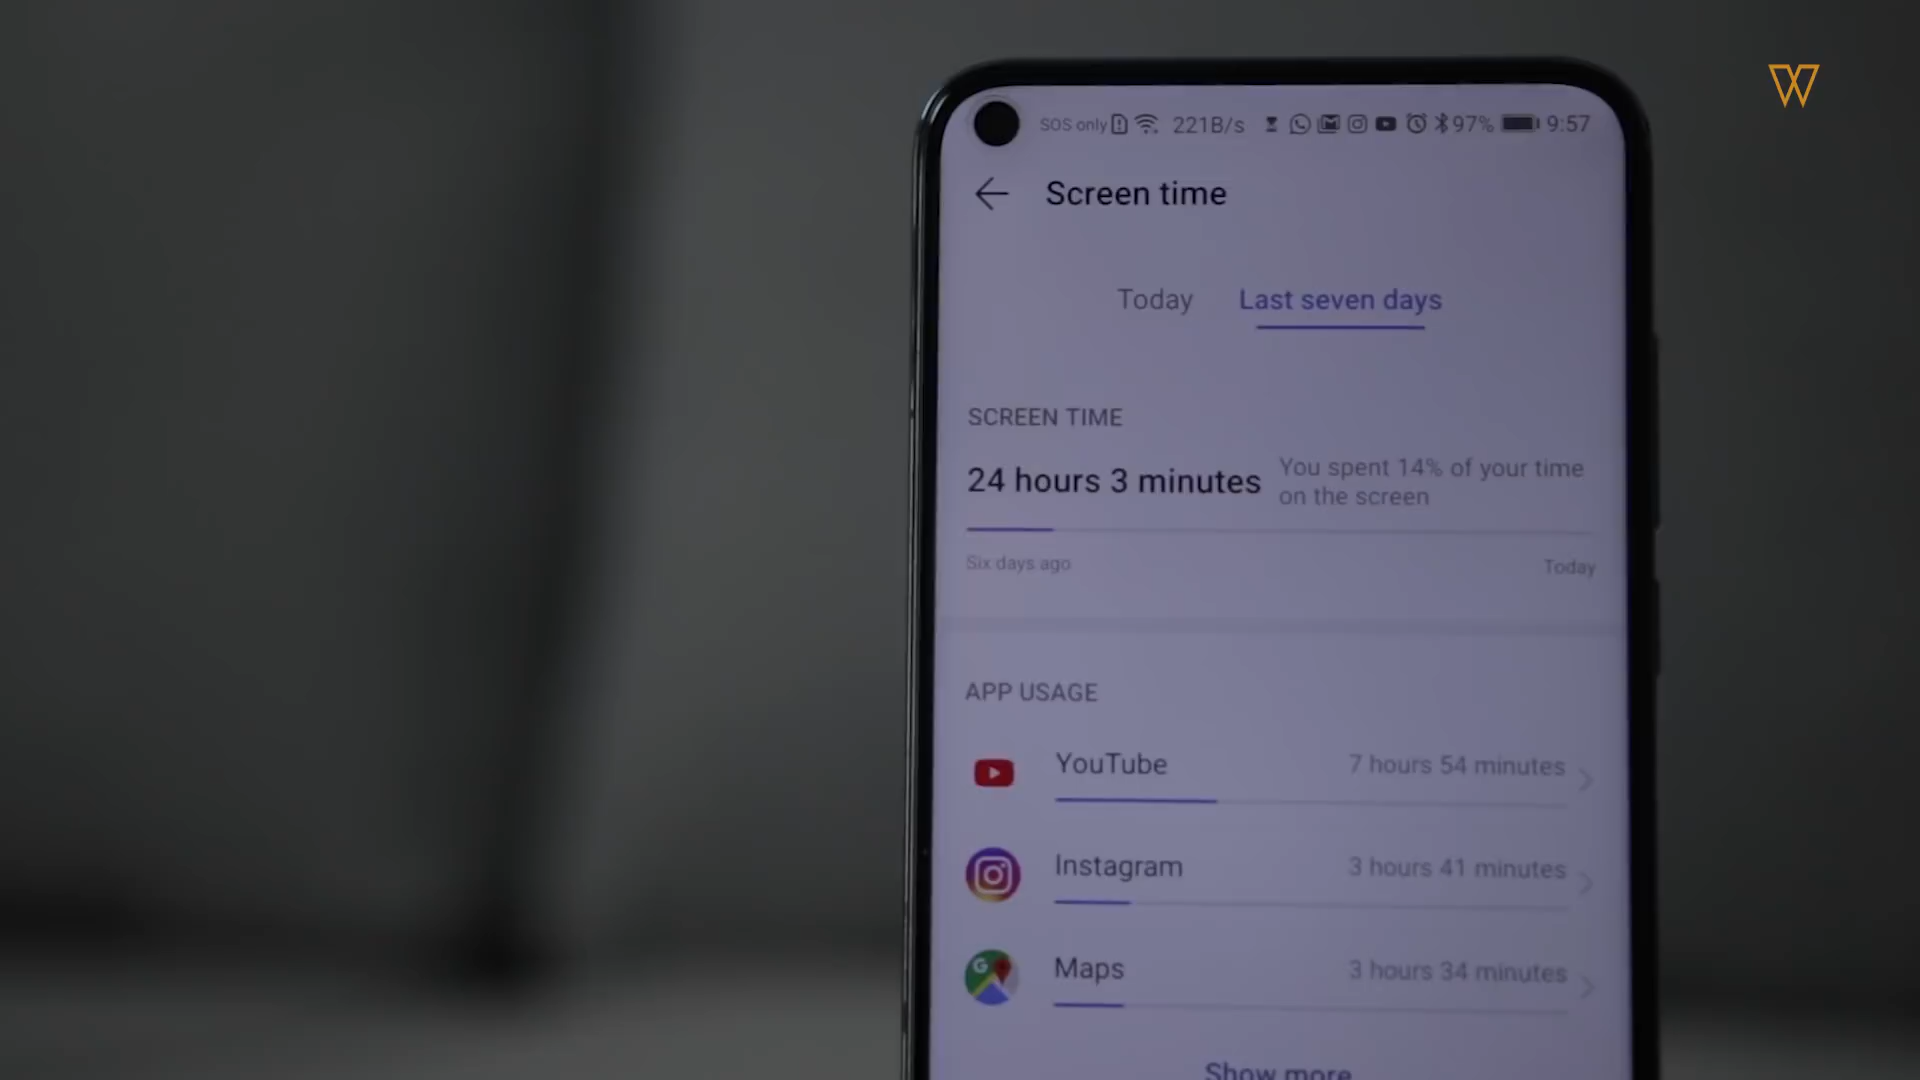 SOS only 221B/s 97% 9:57
Screen time
Today Last seven days
SCREEN TIME
24 hours 3 minutes
You spent 14% of your time
on the screen
Six days ago Today
APP USAGE
YouTube 7 hours 54 minutes
Instagram 3 hours 41 minutes
G
Maps 3 hours 34 minutes
Show more
W